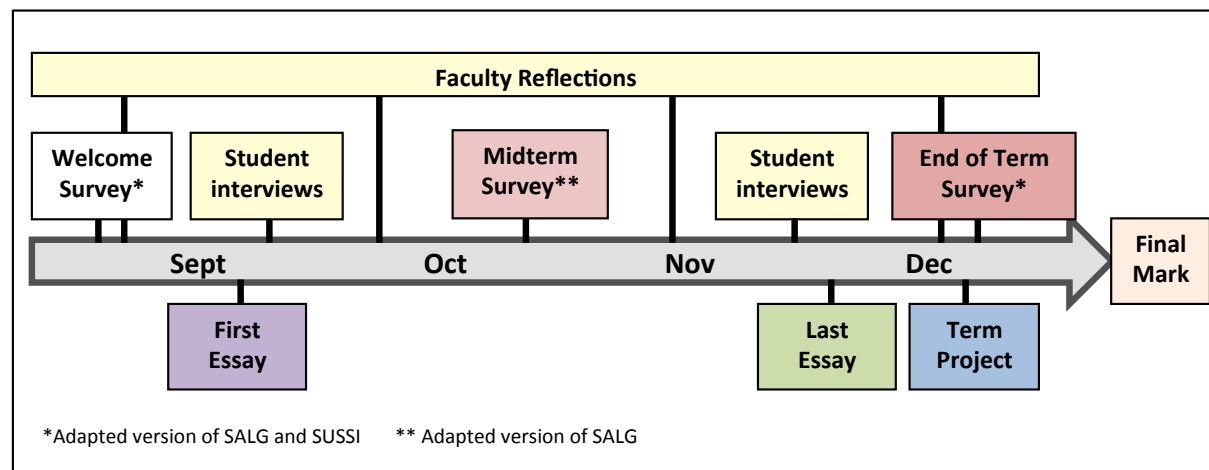 Faculty Reflections
Welcome
Survey*
Student
interviews
Midterm
Survey**
Student
interviews
End of Term
Survey*
Sept
Oct
Nov
Dec
Final
Mark
First
Essay
Last
Essay
Term
Project
*Adapted version of SALG and SUSSI
** Adapted version of SALG